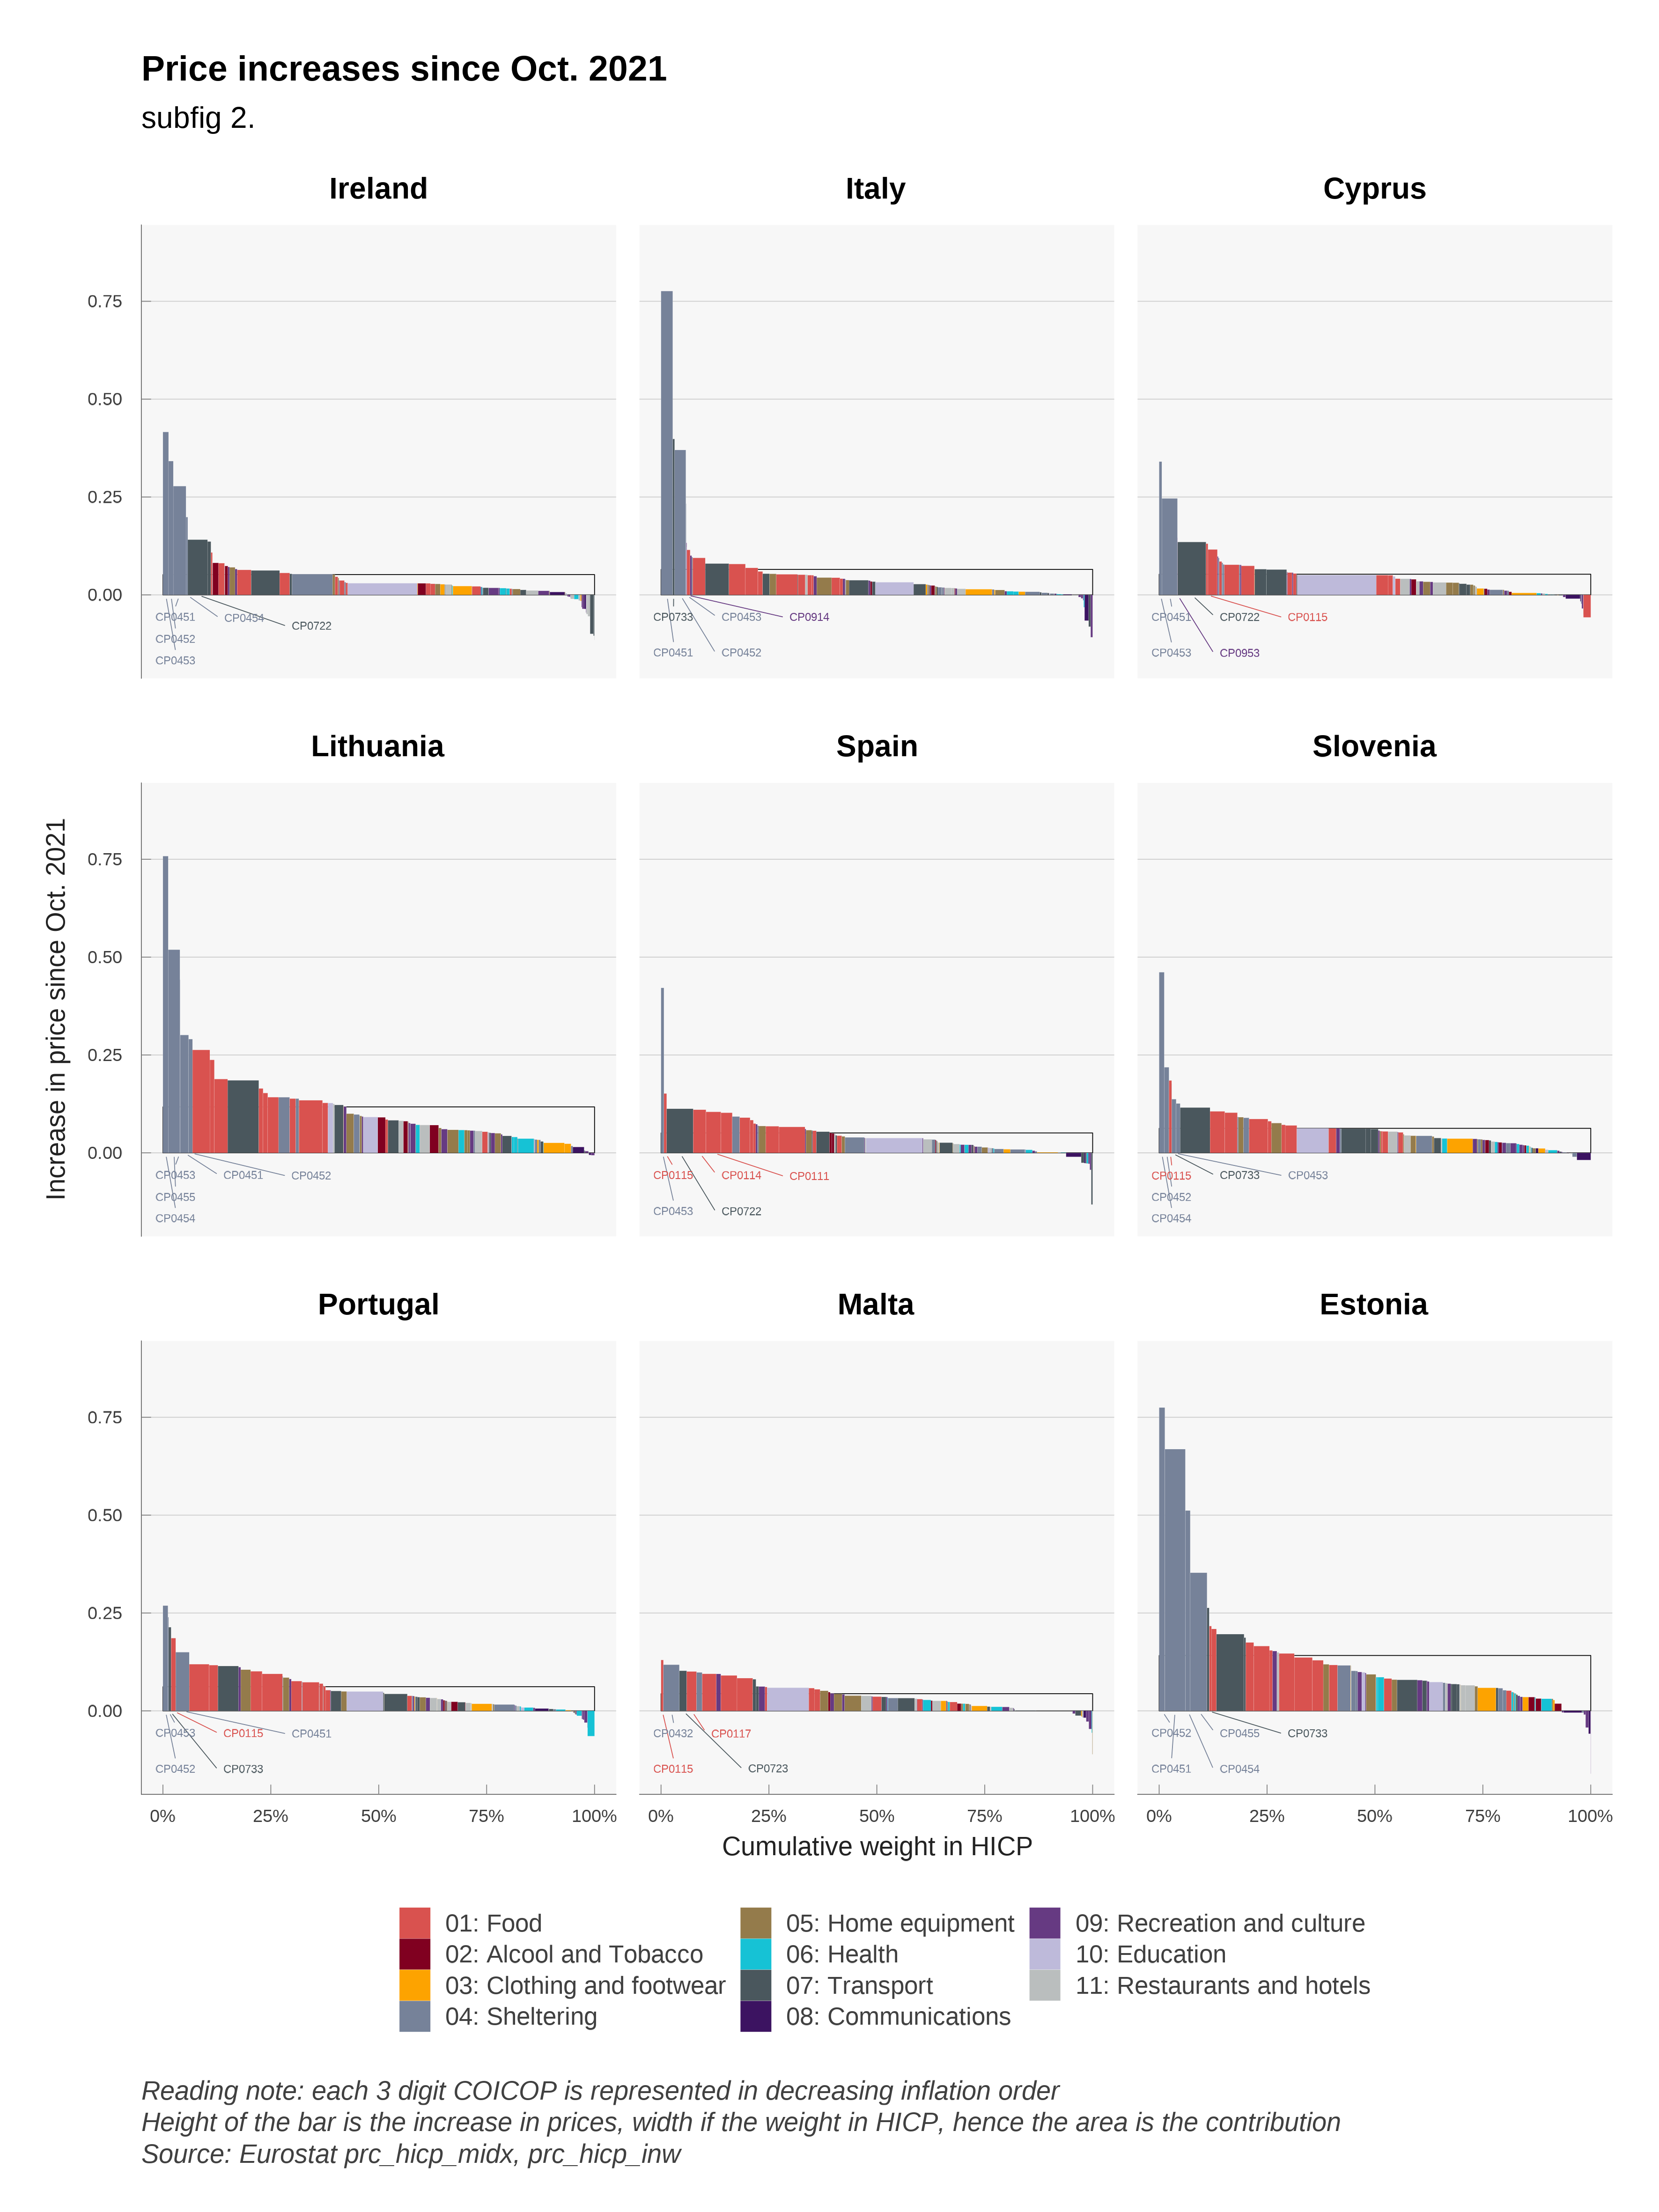 Price increases since Oct. 2021
subfig 2.
Ireland
Italy
Cyprus
0.75
0.50
0.25
0.00
CP0451
CP0454
CP0722
CP0452
CP0453
CP0733
CP0453
CP0914
CP0451
CP0452
CP0451
CP0722
CP0115
CP0453
CP0953
Increase in price since Oct. 2021
Lithuania
Spain
Slovenia
0.75
0.50
0.25
0.00
CP0453
CP0451
CP0452
CP0455
CP0454
CP0115
CP0114
CP0111
CP0453
CP0722
CP0115
CP0733
CP0453
CP0452
CP0454
Portugal
Malta
Estonia
0.75
0.50
0.25
0.00
CP0453
CP0115
CP0451
CP0452
CP0733
CP0432
CP0117
CP0115
CP0723
CP0452
CP0455
CP0733
CP0451
CP0454
0% 25% 50% 75% 100%
0% 25% 50% 75% 100%
0% 25% 50% 75% 100%
Cumulative weight in HICP
01: Food
02: Alcool and Tobacco
03: Clothing and footwear
04: Sheltering
05: Home equipment
06: Health
07: Transport
08: Communications
09: Recreation and culture
10: Education
11: Restaurants and hotels
Reading note: each 3 digit COICOP is represented in decreasing inflation order
Height of the bar is the increase in prices, width if the weight in HICP, hence the area is the contribution
Source: Eurostat prc_hicp_midx, prc_hicp_inw